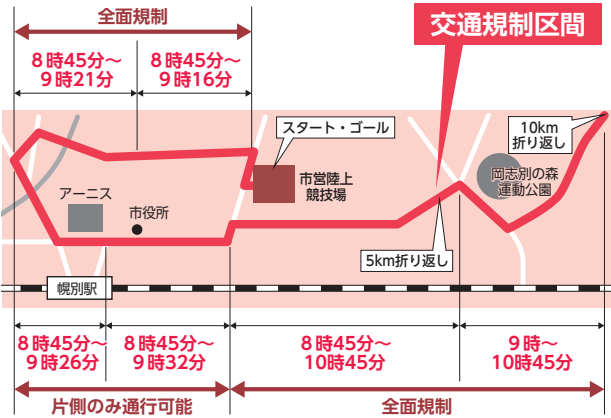 全面規制
交通規制区間
8時45分～
9時21分
8時45分～
9時16分
スタート・ゴール
10km
折り返し
市営陸上
競技場
岡志別の森
運動公園
アーニス
市役所
5km折り返し
幌別駅
8時45分～
9時26分
8時45分～
9時32分
8時45分～
10時45分
9時～
10時45分
片側のみ通行可能
全面規制